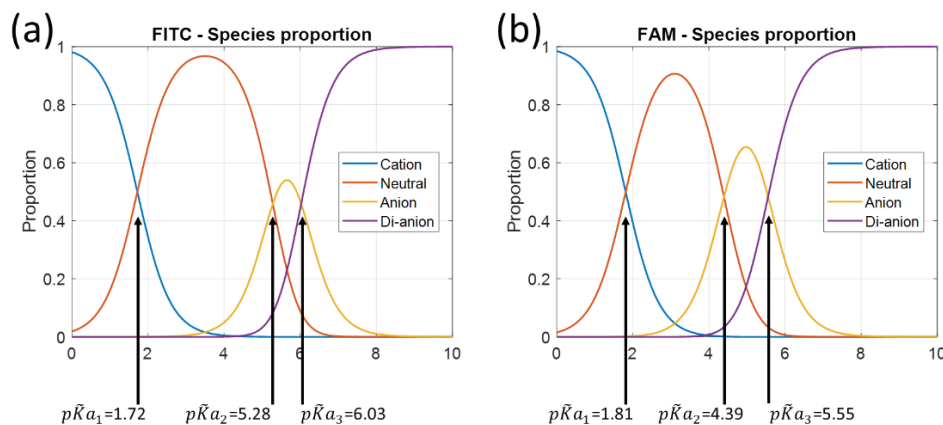 (a)
FITC - Species proportion
Proportion
1
0.8
0.6
0.4
0.2
0
0 2 4 6 8 10
Cation
Neutral
Anion
Di-anion
pK̃a₁=1.72 pK̃a₂=5.28 pK̃a₃=6.03
(b)
FAM - Species proportion
Proportion
1
0.8
0.6
0.4
0.2
0
0 2 4 6 8 10
Cation
Neutral
Anion
Di-anion
pK̃a₁=1.81 pK̃a₂=4.39 pK̃a₃=5.55